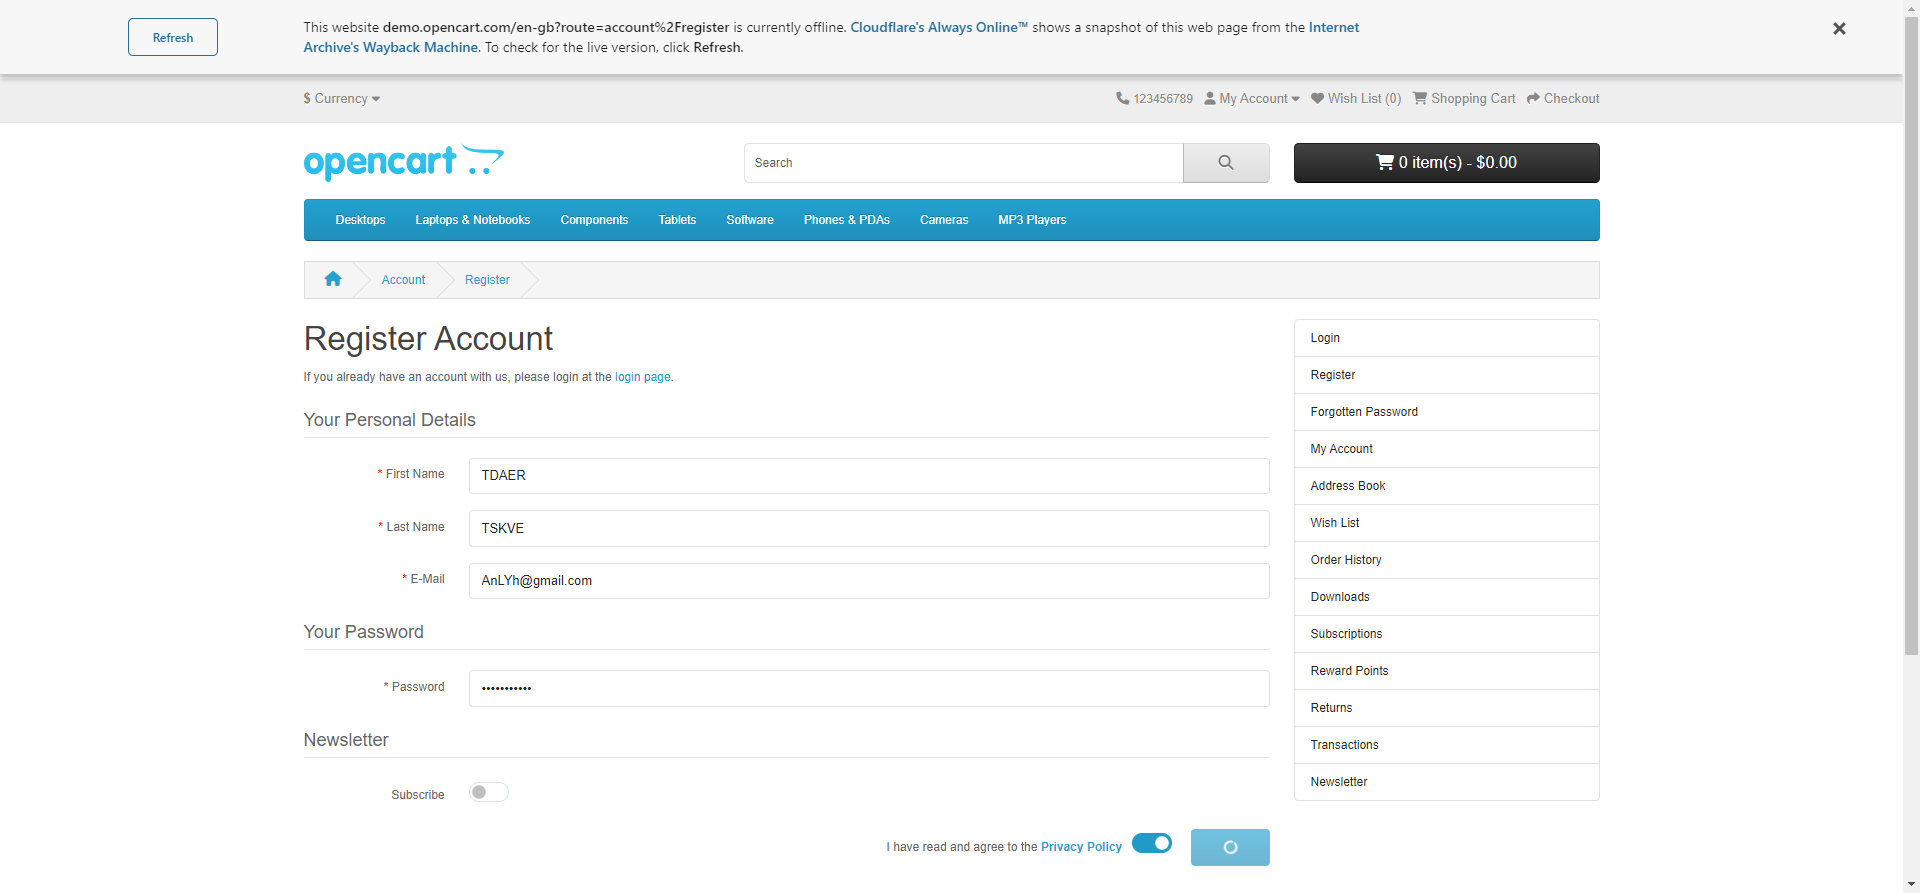 Refresh
This website demo.opencart.com/en-gb?route=account%2Fregister is currently offline. Cloudflare's Always Online™ shows a snapshot of this web page from the Internet
Archive's Wayback Machine. To check for the live version, click Refresh.
$ Currency
123456789 My Account Wish List (0) Shopping Cart Checkout
opencart
Search
0 item(s) - $0.00
Desktops Laptops & Notebooks Components Tablets Software Phones & PDAs Cameras MP3 Players
Account Register
Register Account
If you already have an account with us, please login at the login page.
Your Personal Details
* First Name TDAER
* Last Name TSKVE
* E-Mail AnLYh@gmail.com
Your Password
* Password •••••••••••
Newsletter
Subscribe
I have read and agree to the Privacy Policy
Login
Register
Forgotten Password
My Account
Address Book
Wish List
Order History
Downloads
Subscriptions
Reward Points
Returns
Transactions
Newsletter